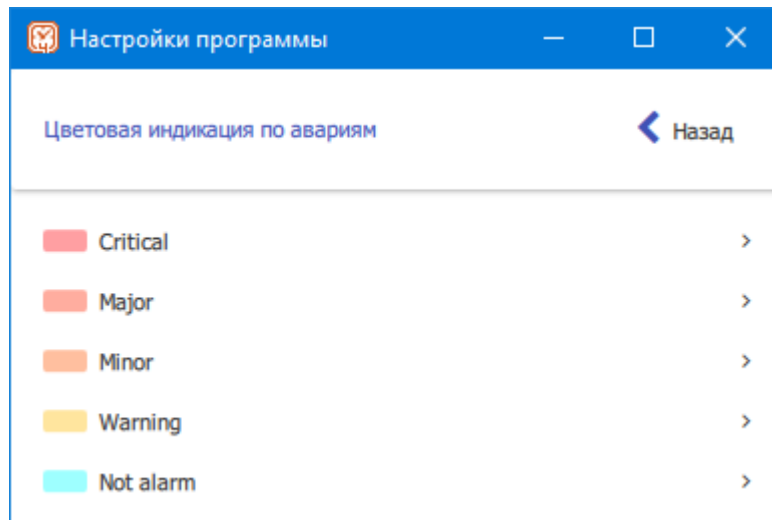 Настройки программы
Цветовая индикация по авариям
Назад
Critical
Major
Minor
Warning
Not alarm